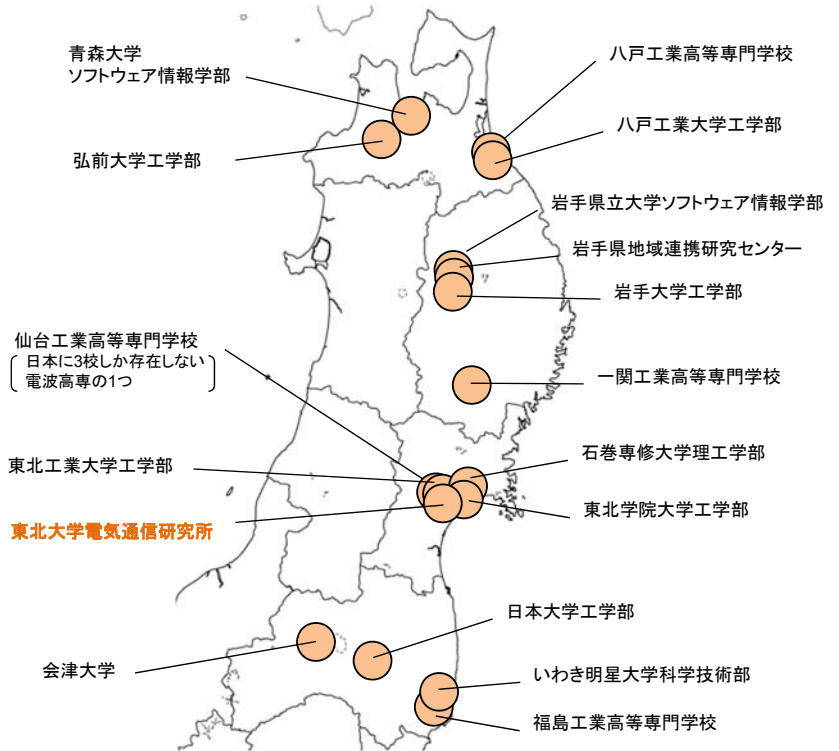 青森大学
ソフトウェア情報学部
弘前大学工学部
八戸工業高等専門学校
八戸工業大学工学部
岩手県立大学ソフトウェア情報学部
岩手県地域連携研究センター
岩手大学工学部
仙台工業高等専門学校
日本に3校しか存在しない
電波高専の1つ
一関工業高等専門学校
東北工業大学工学部
石巻専修大学理工学部
東北大学電気通信研究所
東北学院大学工学部
日本大学工学部
会津大学
いわき明星大学科学技術部
福島工業高等専門学校